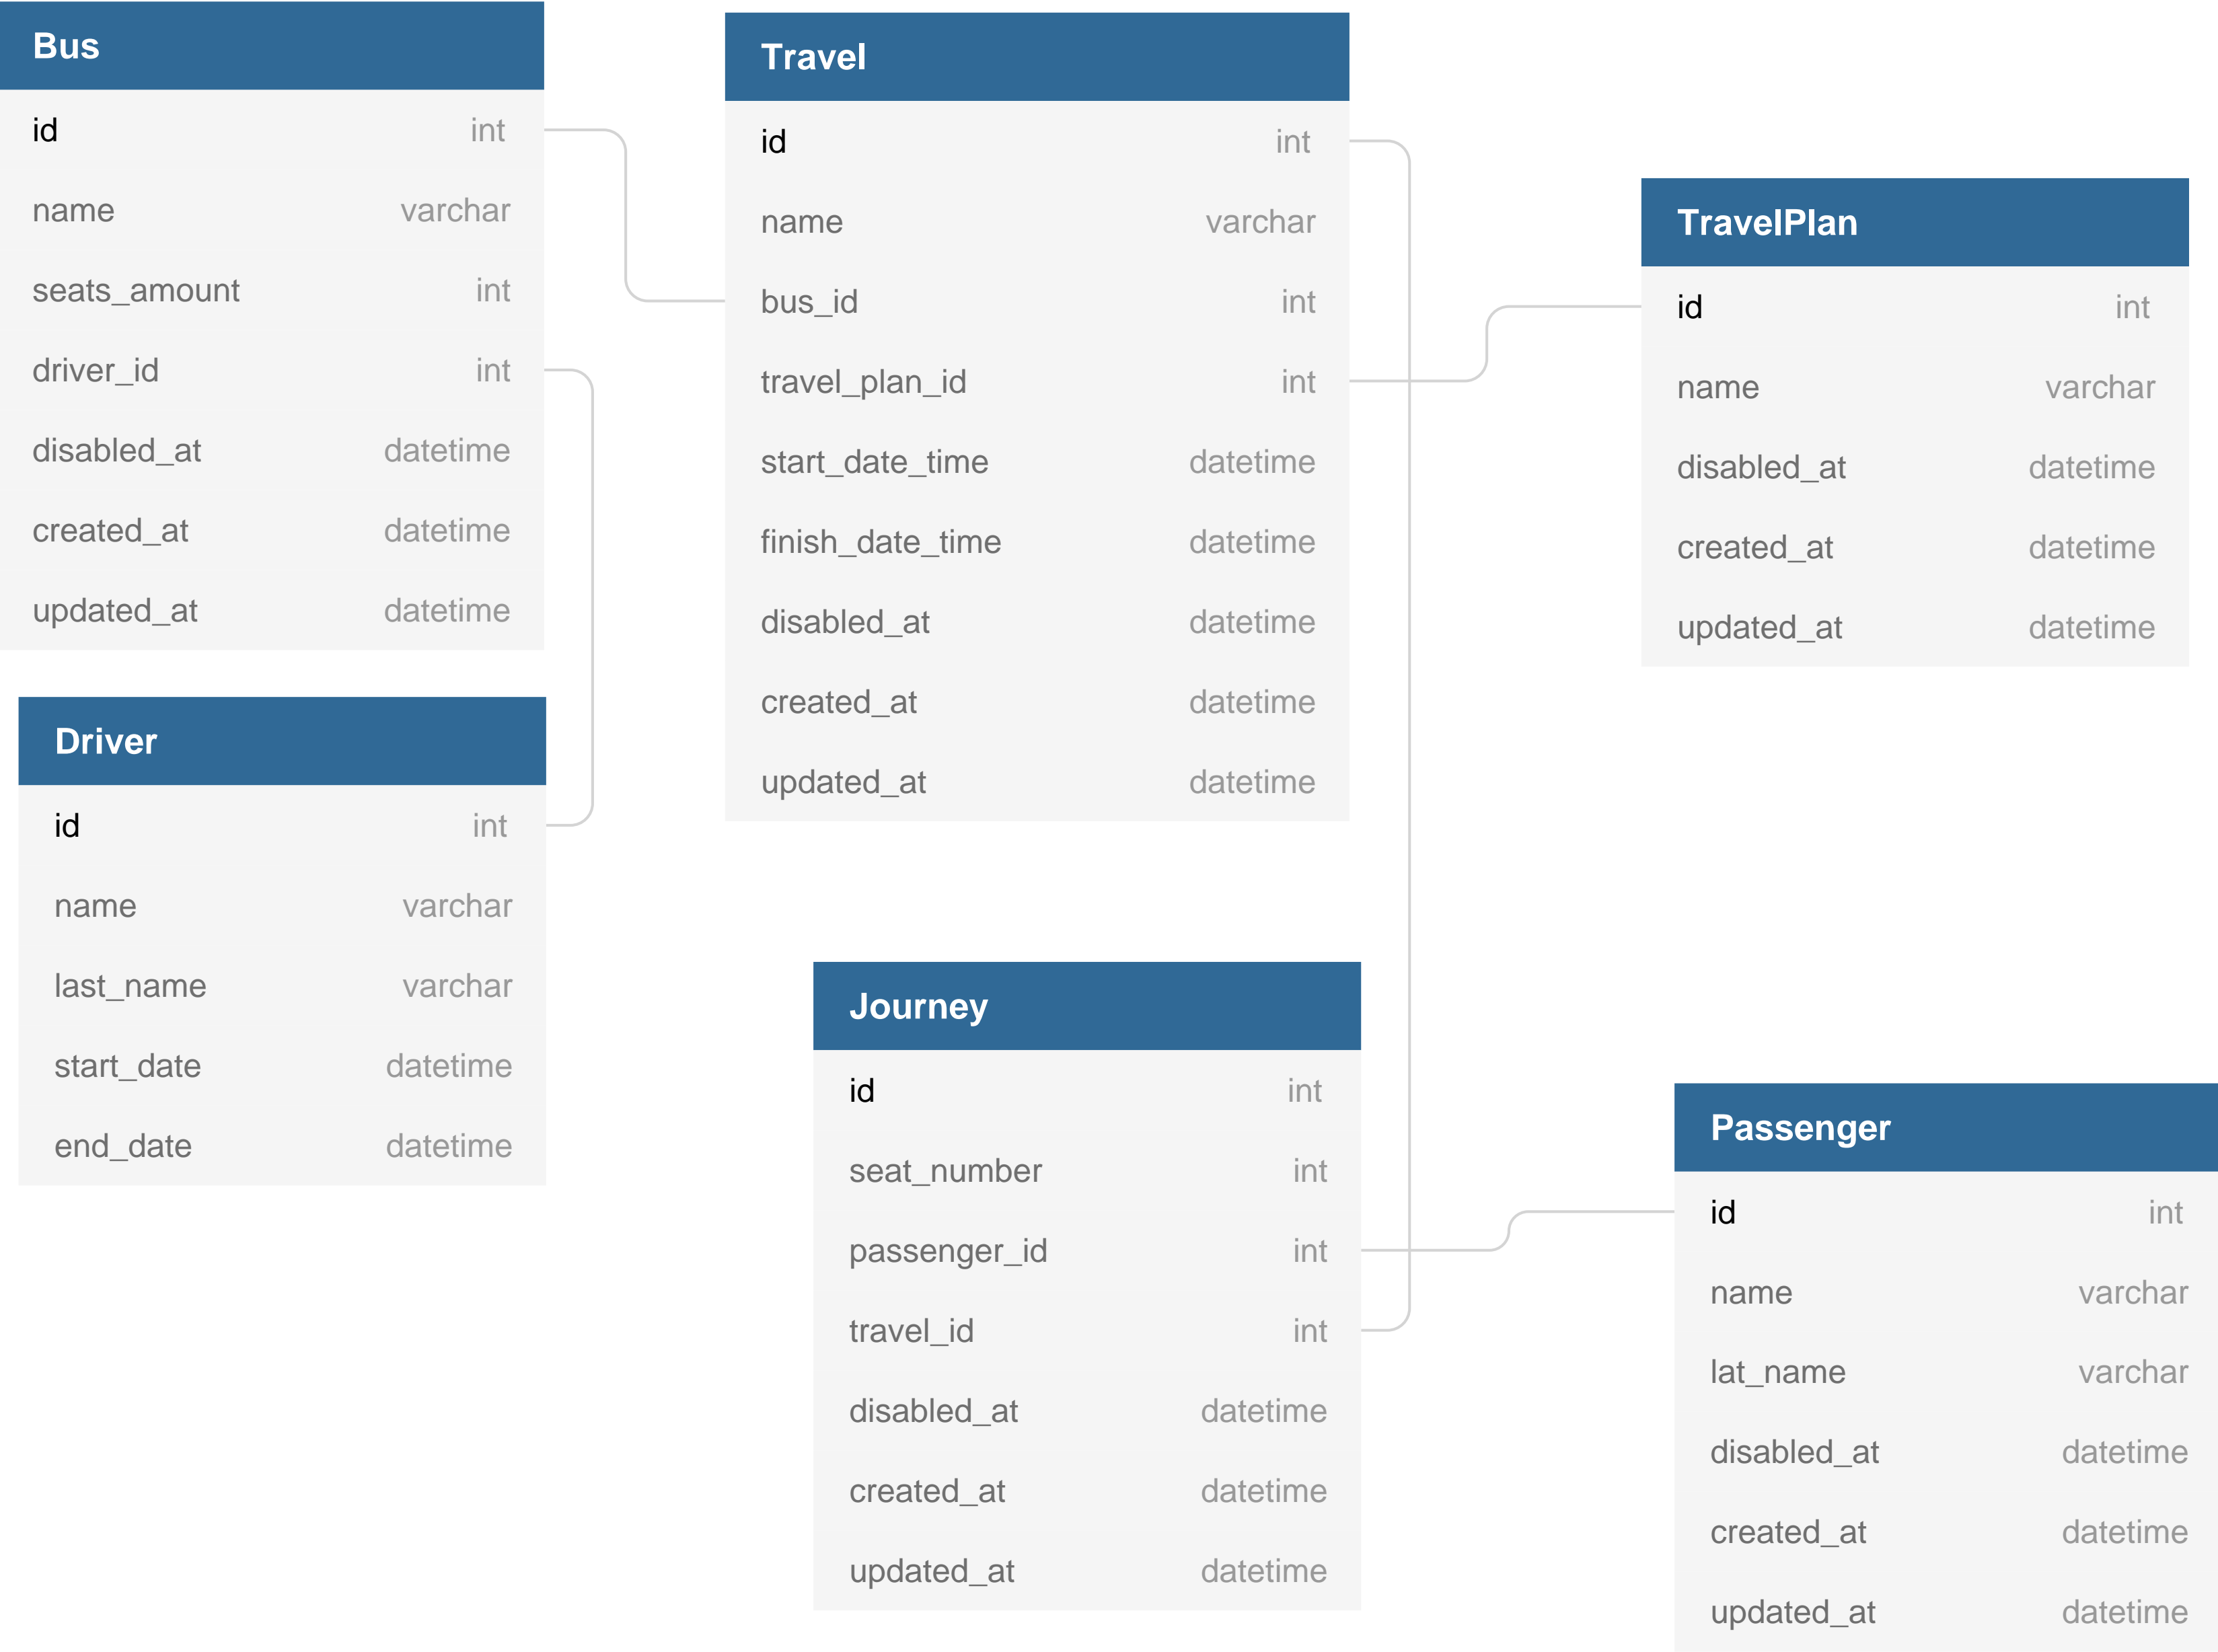 Bus
id int
name varchar
seats_amount int
driver_id int
disabled_at datetime
created_at datetime
updated_at datetime
Driver
id int
name varchar
last_name varchar
start_date datetime
end_date datetime
Travel
id int
name varchar
bus_id int
travel_plan_id int
start_date_time datetime
finish_date_time datetime
disabled_at datetime
created_at datetime
updated_at datetime
Journey
id int
seat_number int
passenger_id int
travel_id int
disabled_at datetime
created_at datetime
updated_at datetime
TravelPlan
id int
name varchar
disabled_at datetime
created_at datetime
updated_at datetime
Passenger
id int
name varchar
lat_name varchar
disabled_at datetime
created_at datetime
updated_at datetime